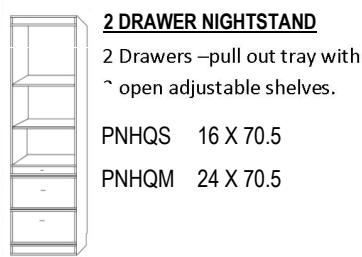 2 DRAWER NIGHTSTAND
2 Drawers –pull out tray with
open adjustable shelves.
PNHQS 16 X 70.5
PNHQM 24 X 70.5